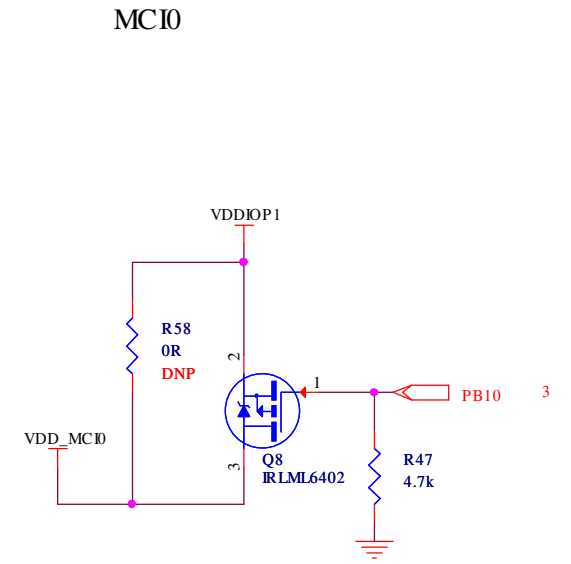 MCI0
VDDIOP1
R58
0R
DNP
2
1
PB10
3
VDD_MCI0
3
Q8
IRLML6402
R47
4.7k